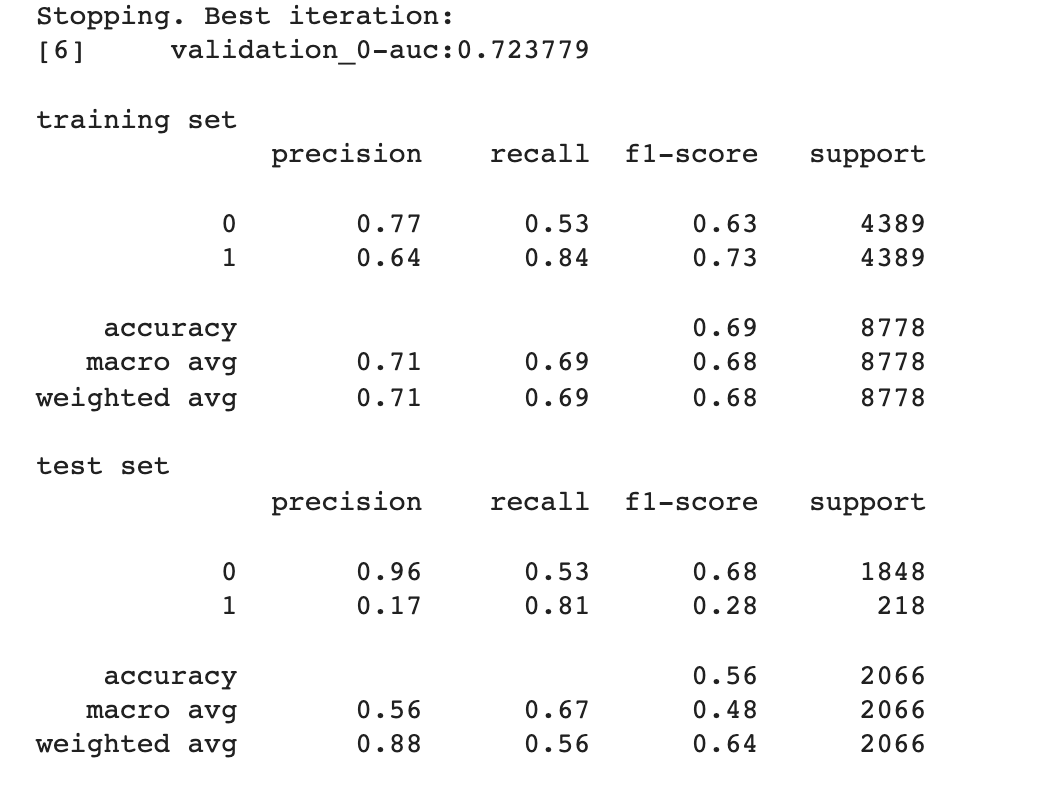 Stopping. Best iteration:
[6] validation_0-auc:0.723779
training set
precision recall f1-score support
0 0.77 0.53 0.63 4389
1 0.64 0.84 0.73 4389
accuracy 0.69 8778
macro avg 0.71 0.69 0.68 8778
weighted avg 0.71 0.69 0.68 8778
test set
precision recall f1-score support
0 0.96 0.53 0.68 1848
1 0.17 0.81 0.28 218
accuracy 0.56 2066
macro avg 0.56 0.67 0.48 2066
weighted avg 0.88 0.56 0.64 2066